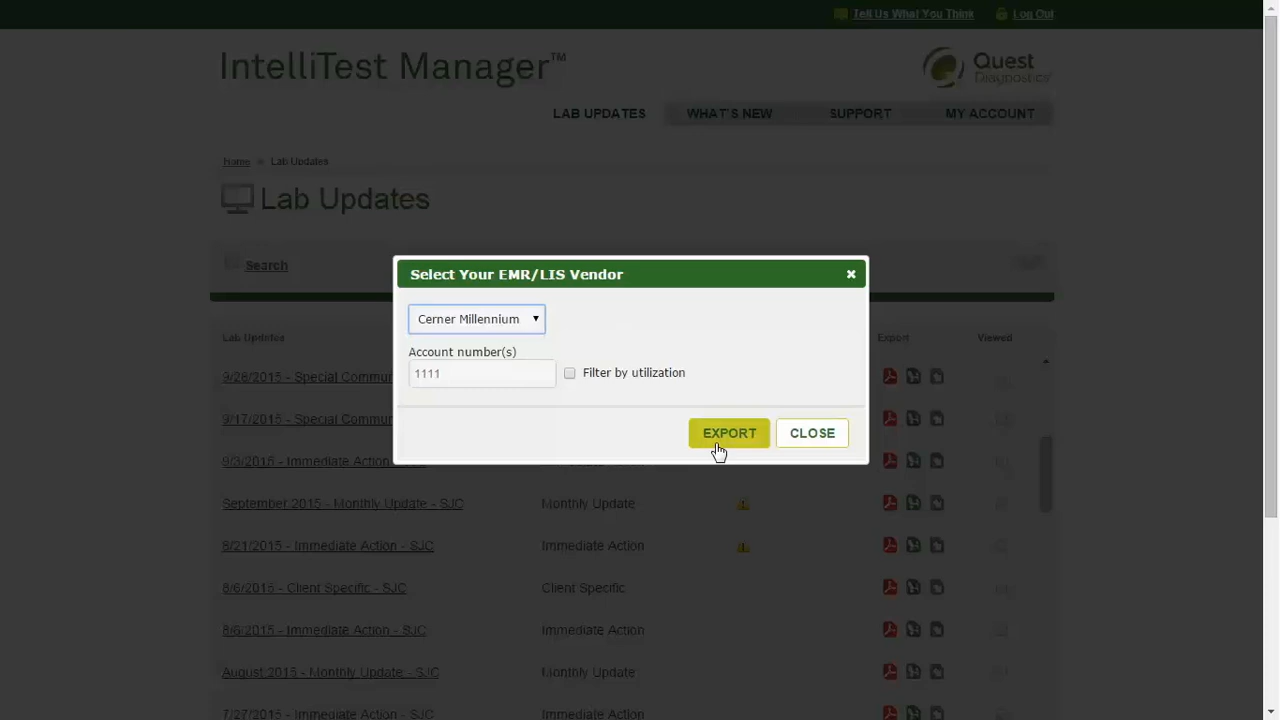 Tell Us What You Think Log Out
IntelliTest Manager™
Quest
Diagnostics
LAB UPDATES WHAT'S NEW SUPPORT MY ACCOUNT
Home Lab Updates
Lab Updates
Search
Select Your EMR/LIS Vendor
Cerner Millennium
Account number(s)
1111 Filter by utilization
EXPORT CLOSE
Lab Updates Export Viewed
9/28/2015 - Special Commu
9/17/2015 - Special Commu
9/3/2015 - Immediate Action
September 2015 - Monthly Update - SJC Monthly Update
8/21/2015 - Immediate Action - SJC Immediate Action
8/6/2015 - Client Specific - SJC Client Specific
8/6/2015 - Immediate Action - SJC Immediate Action
August 2015 - Monthly Update - SJC Monthly Update
7/27/2015 - Immediate Action - SJC Immediate Action